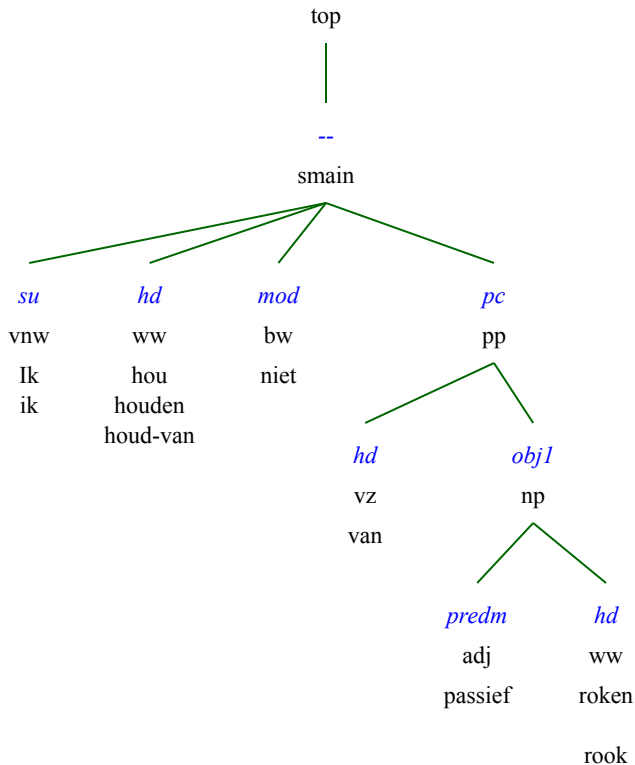 top
--
smain
su hd mod pc
vnw ww bw pp
Ik hou niet
ik houden
houd-van
hd obj1
vz np
van
predm hd
adj ww
passief roken
rook